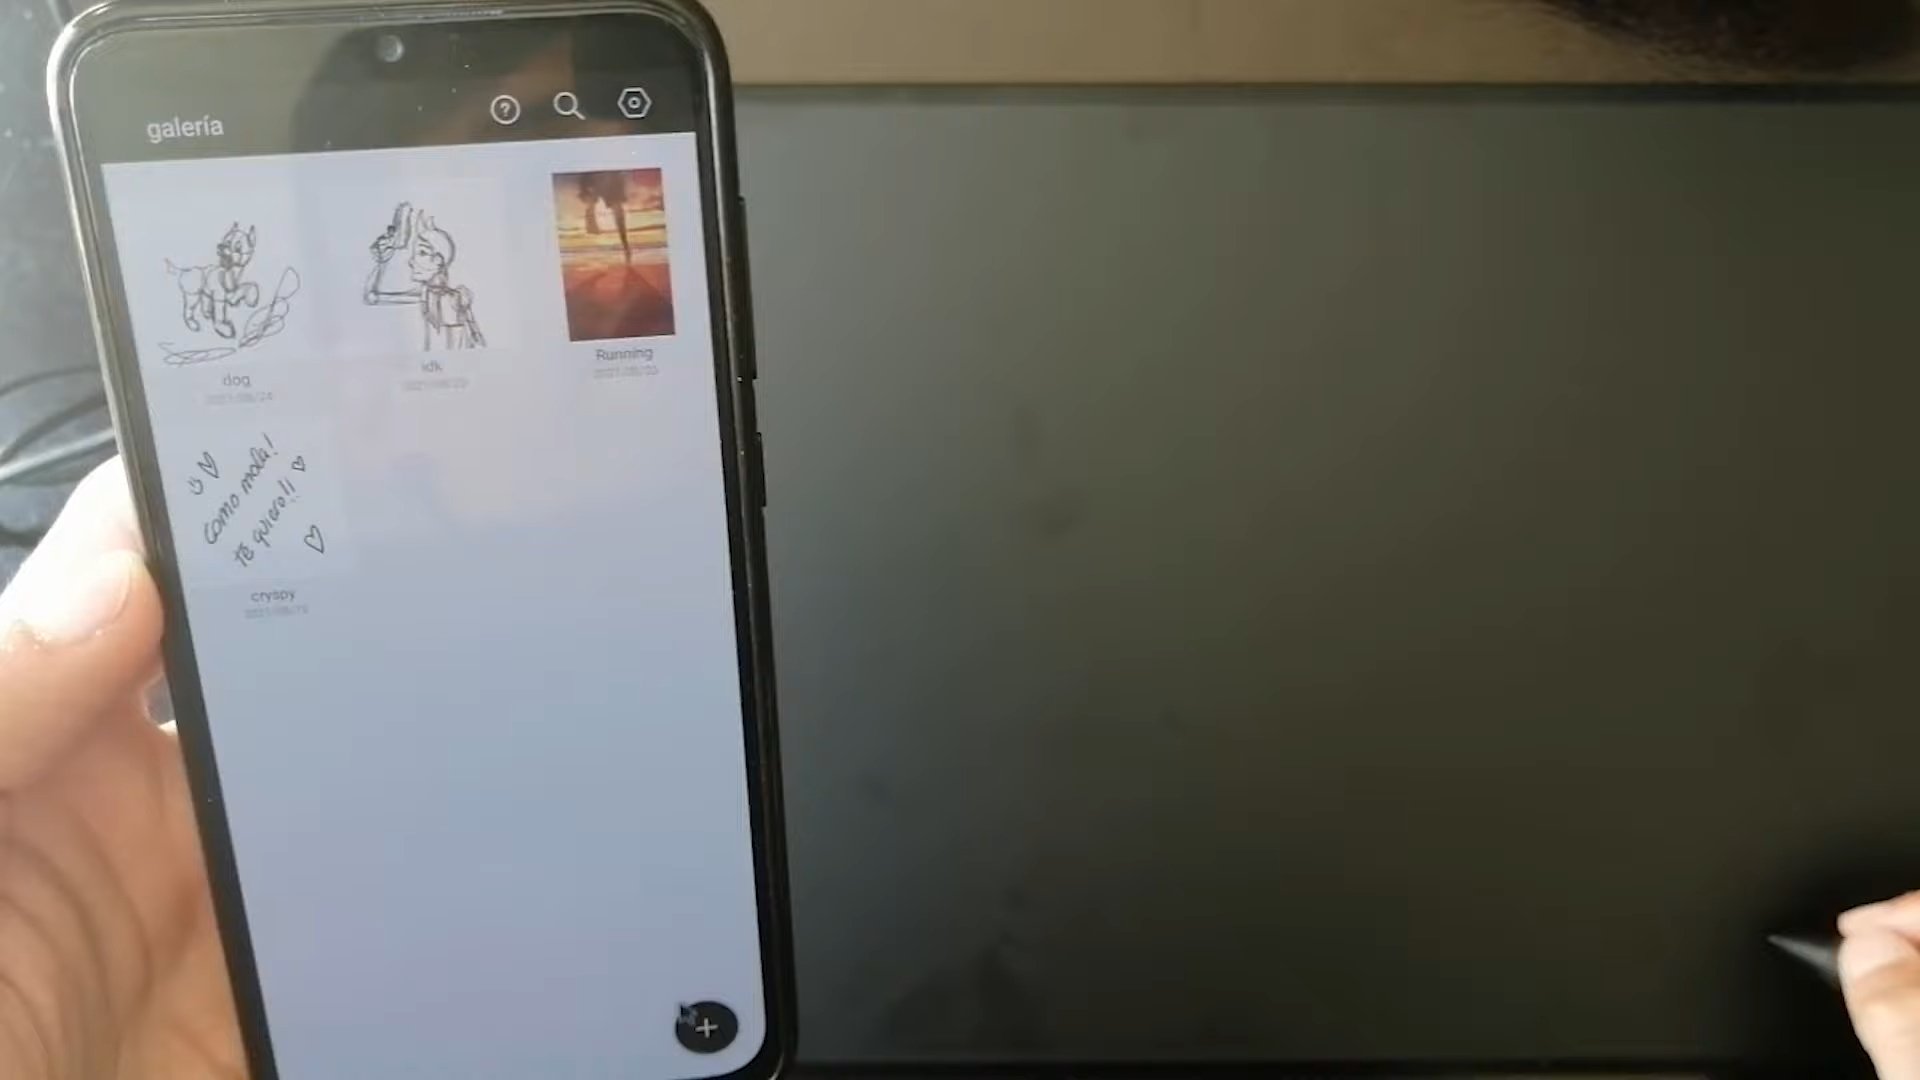 galería
dog
idk
Running
como mola!
te quiero!!
cryspy